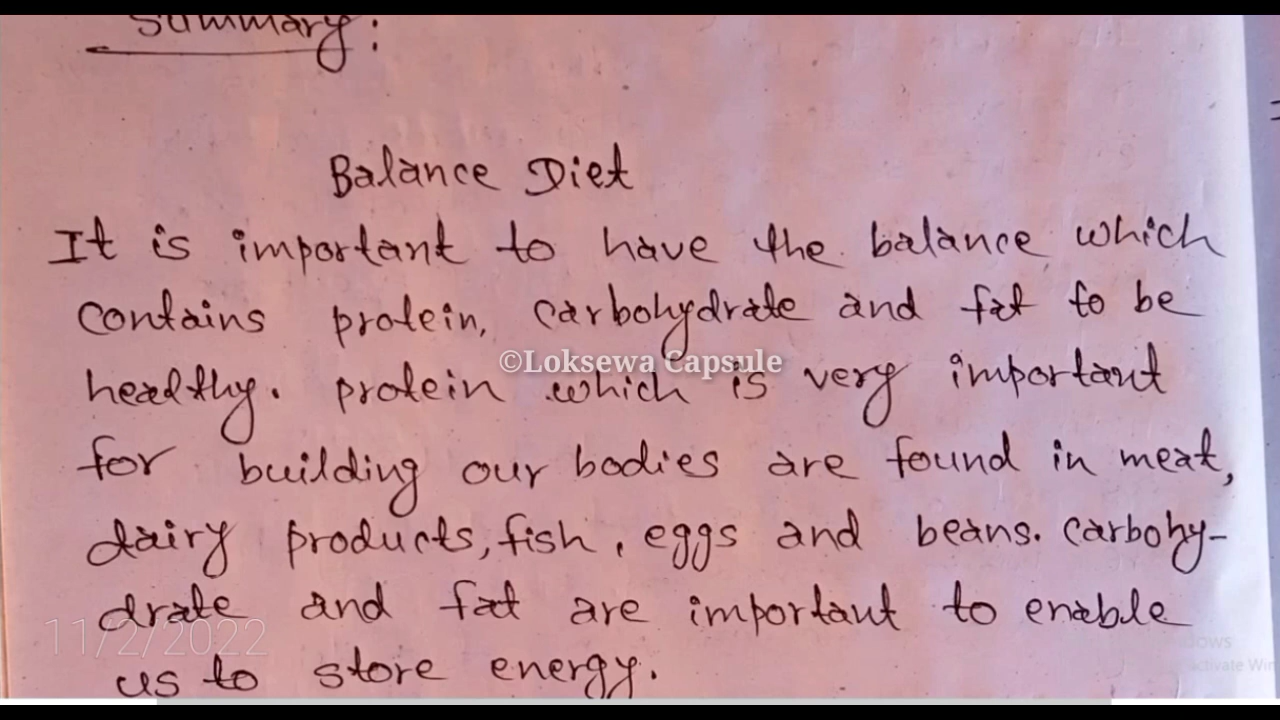 Summary:
Balance Diet
It is important to have the balance which
contains protein, carbohydrate and fat to be
©Loksewa Capsule
healthy. protein which is very important
for building our bodies are found in meat,
dairy products, fish, eggs and beans. carbohy-
drate and fat are important to enable
11/2/2022
us to store energy.